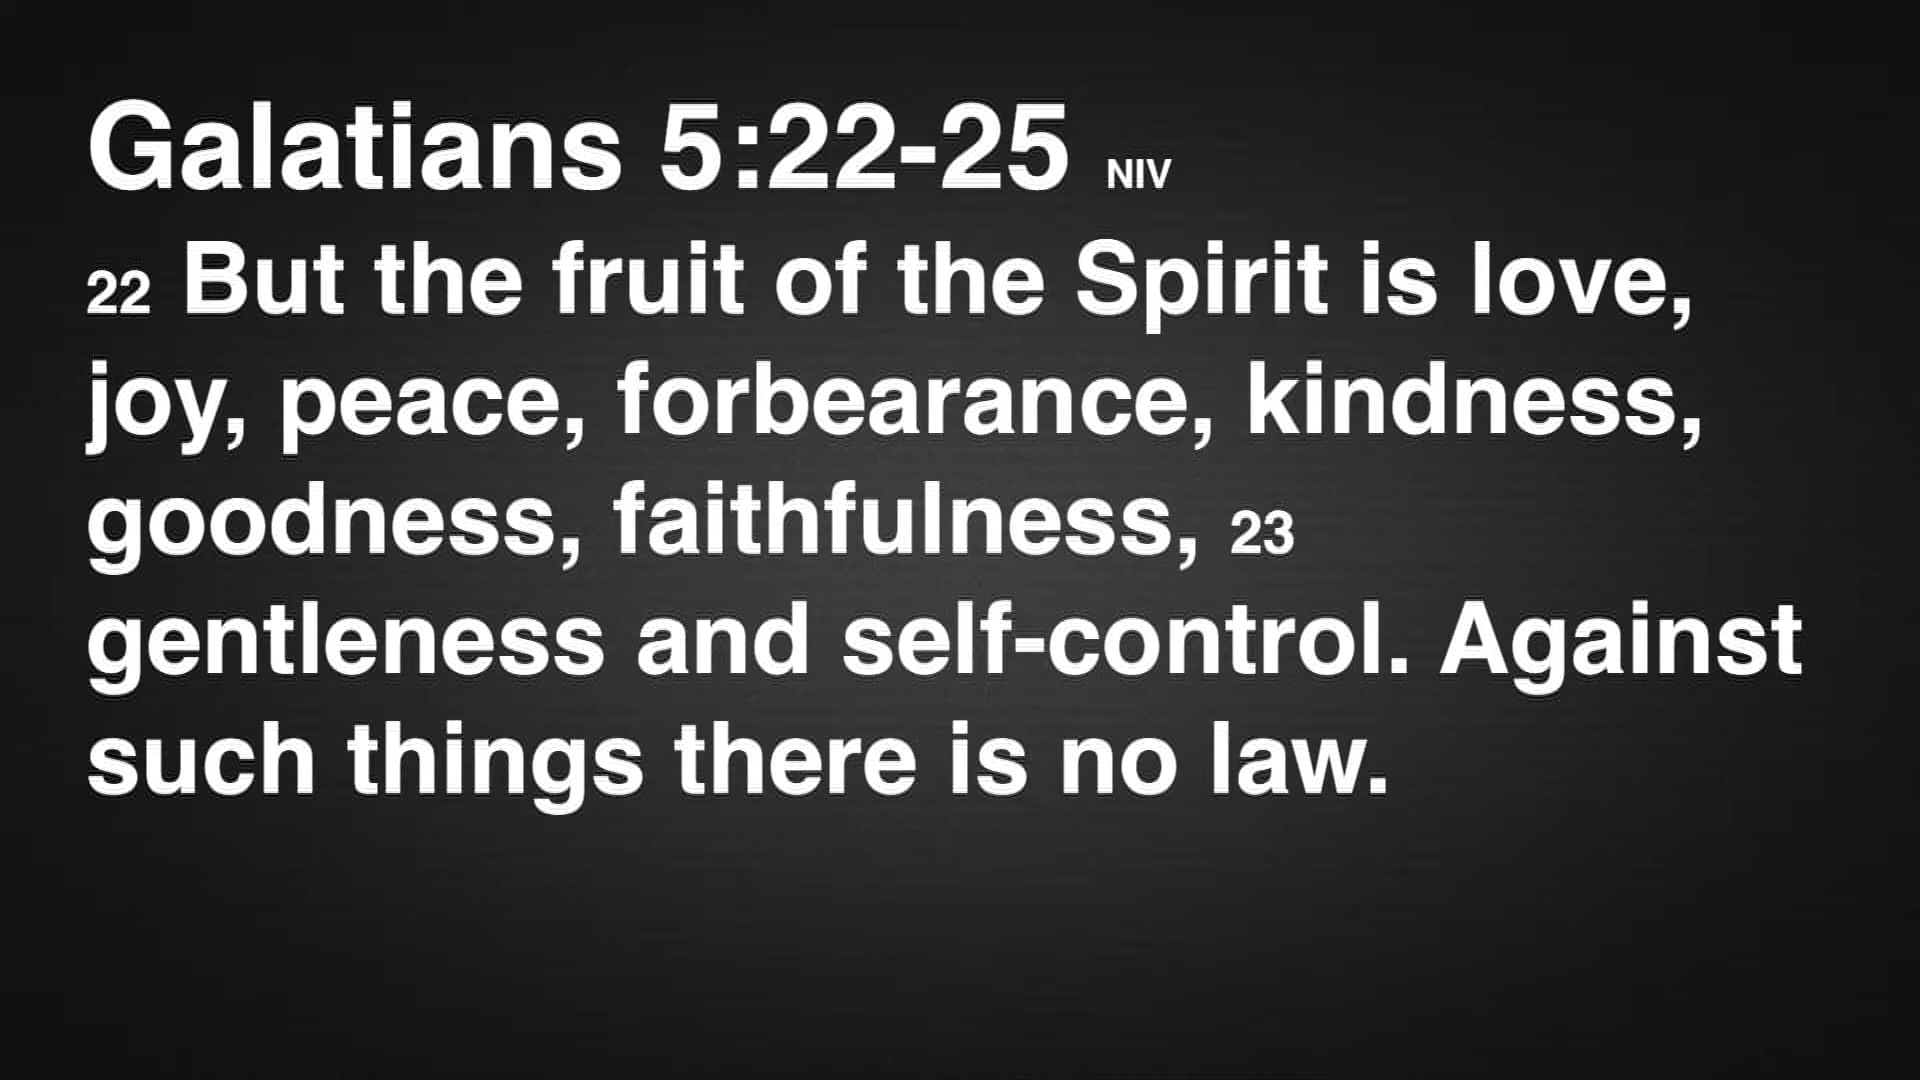 Galatians 5:22-25 NIV
22 But the fruit of the Spirit is love,
joy, peace, forbearance, kindness,
goodness, faithfulness, 23
gentleness and self-control. Against
such things there is no law.